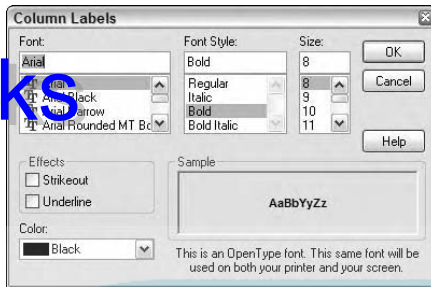 Column Labels
Font: Font Style: Size:
Arial Bold 8 OK
Arial Regular 8 Cancel
Arial Black Italic 9
Arial Narrow Bold 10
Arial Rounded MT Bo Bold Italic 11
Help
Effects Sample
Strikeout
Underline AaBbYyZz
Color:
Black
This is an OpenType font. This same font will be
used on both your printer and your screen.
ks